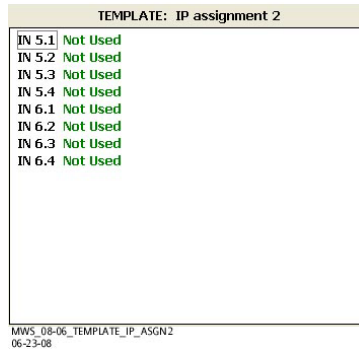 TEMPLATE: IP assignment 2
IN 5.1 Not Used
IN 5.2 Not Used
IN 5.3 Not Used
IN 5.4 Not Used
IN 6.1 Not Used
IN 6.2 Not Used
IN 6.3 Not Used
IN 6.4 Not Used
MWS_08-06_TEMPLATE_IP_ASGN2
06-23-08